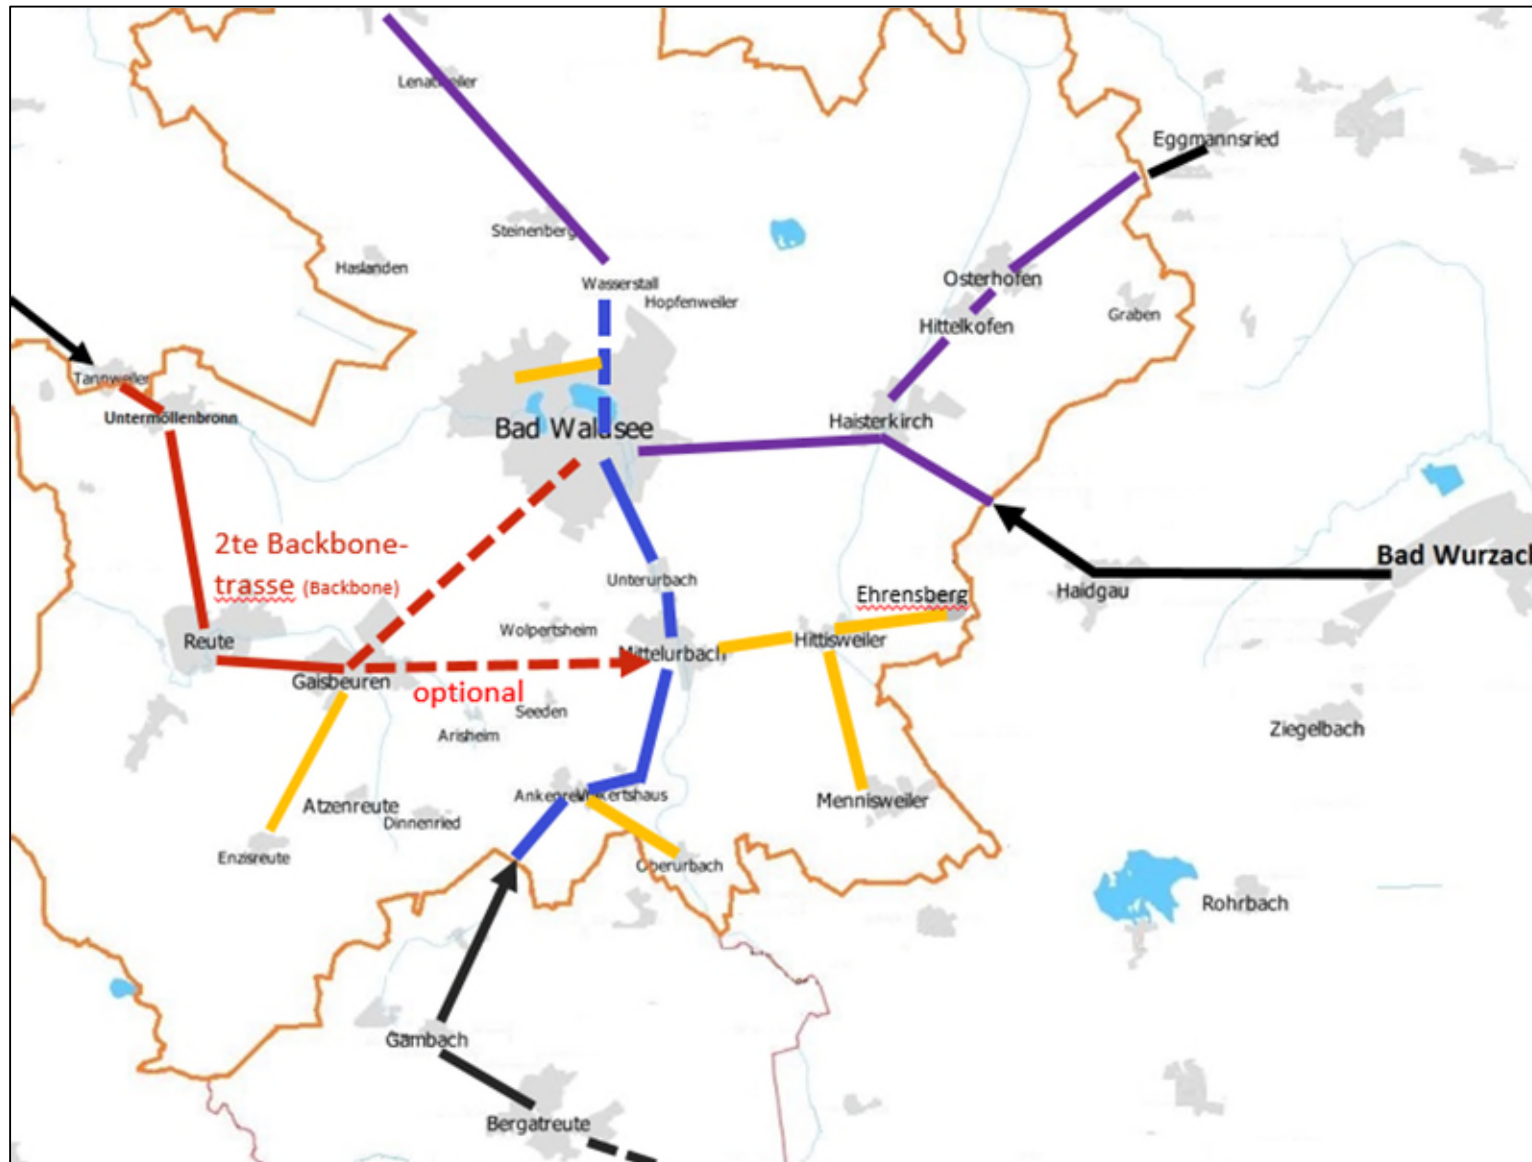 Lenatweiler
Eggmannsried
Steinenberg
Haslanden
Wasserstall
Hopfenweiler
Osterhofen
Hittelkofen
Graben
Tannweiler
Untermöllenbronn
Bad Waldsee
Haisterkirch
2te Backbone-
trasse (Backbone)
Bad Wurzach
Unterurbach
Haidgau
Ehrensberg
Reute
Wolpertsheim
Mittelurbach
Hittisweiler
Gaisbeuren
optional
Seeden
Arisheim
Ziegelbach
Atzenreute
Mennisweiler
Dinnenried
Enzisreute
Oberurbach
Rohrbach
Gambach
Bergatreute